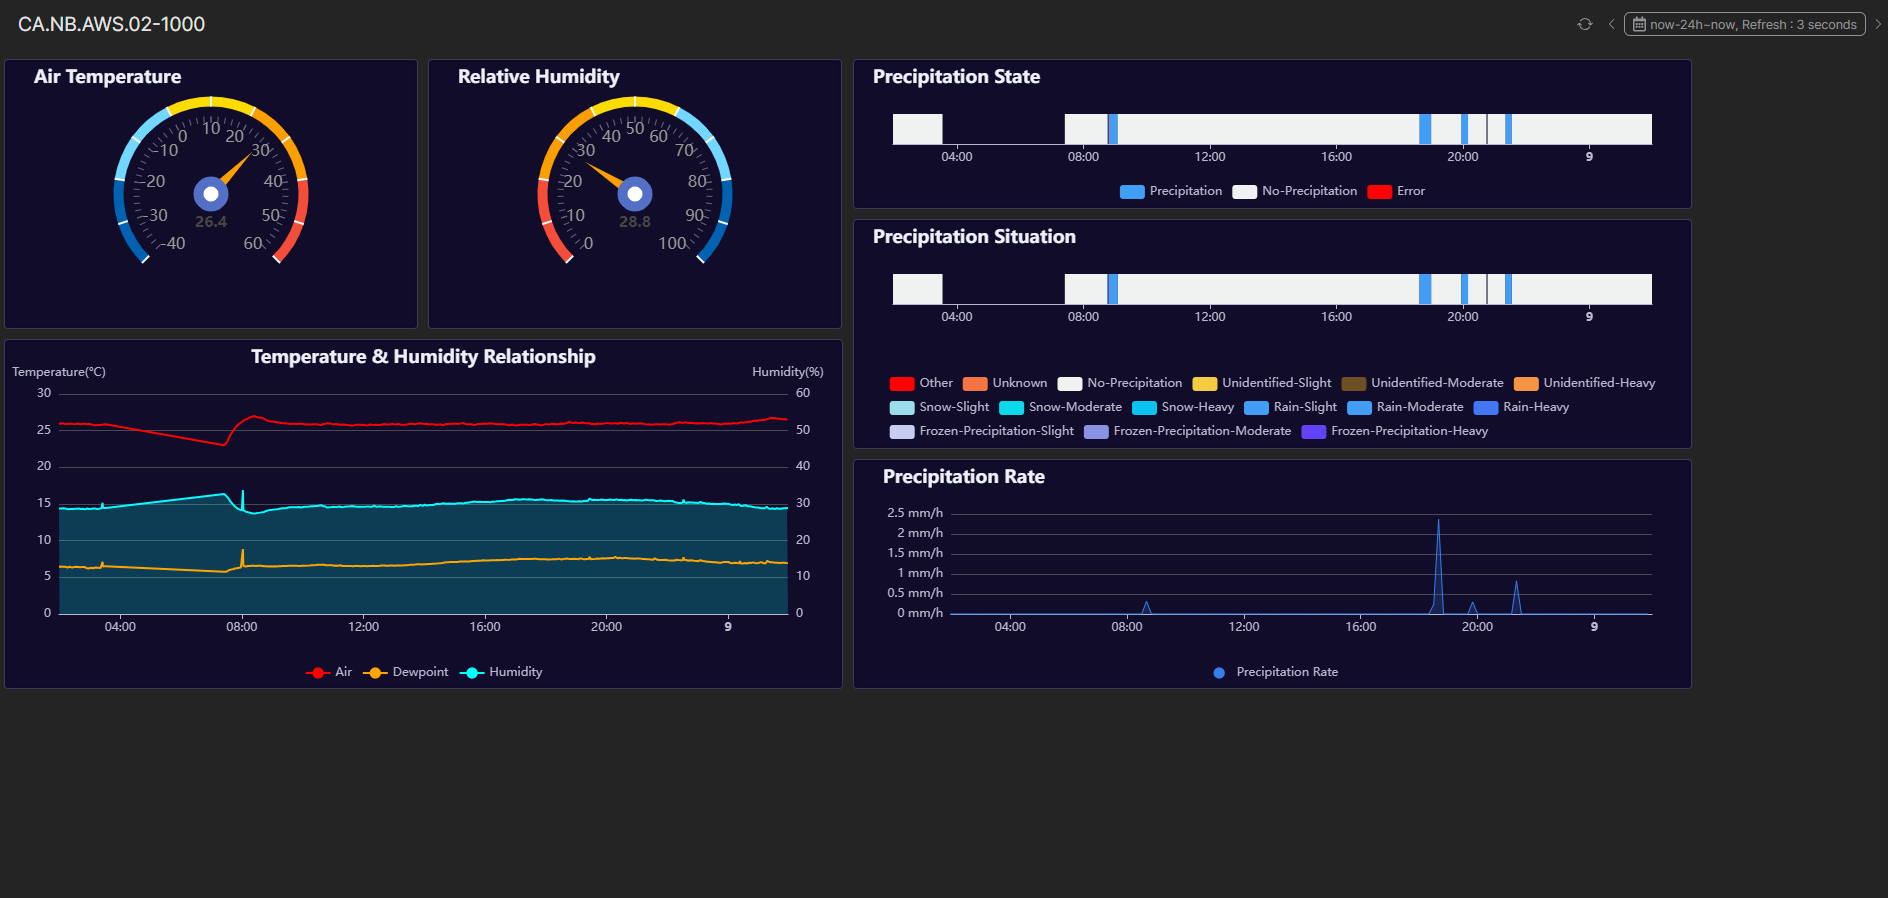 CA.NB.AWS.02-1000
now-24h~now, Refresh : 3 seconds
Air Temperature
-40 -30 -20 -10 0 10 20 30 40 50 60
26.4
Relative Humidity
0 10 20 30 40 50 60 70 80 90 100
28.8
Temperature & Humidity Relationship
Temperature(°C) Humidity(%)
30 60
25 50
20 40
15 30
10 20
5 10
0 0
04:00 08:00 12:00 16:00 20:00 9
Air Dewpoint Humidity
Precipitation State
04:00 08:00 12:00 16:00 20:00 9
Precipitation No-Precipitation Error
Precipitation Situation
04:00 08:00 12:00 16:00 20:00 9
Other Unknown No-Precipitation Unidentified-Slight Unidentified-Moderate Unidentified-Heavy
Snow-Slight Snow-Moderate Snow-Heavy Rain-Slight Rain-Moderate Rain-Heavy
Frozen-Precipitation-Slight Frozen-Precipitation-Moderate Frozen-Precipitation-Heavy
Precipitation Rate
2.5 mm/h
2 mm/h
1.5 mm/h
1 mm/h
0.5 mm/h
0 mm/h
04:00 08:00 12:00 16:00 20:00 9
Precipitation Rate